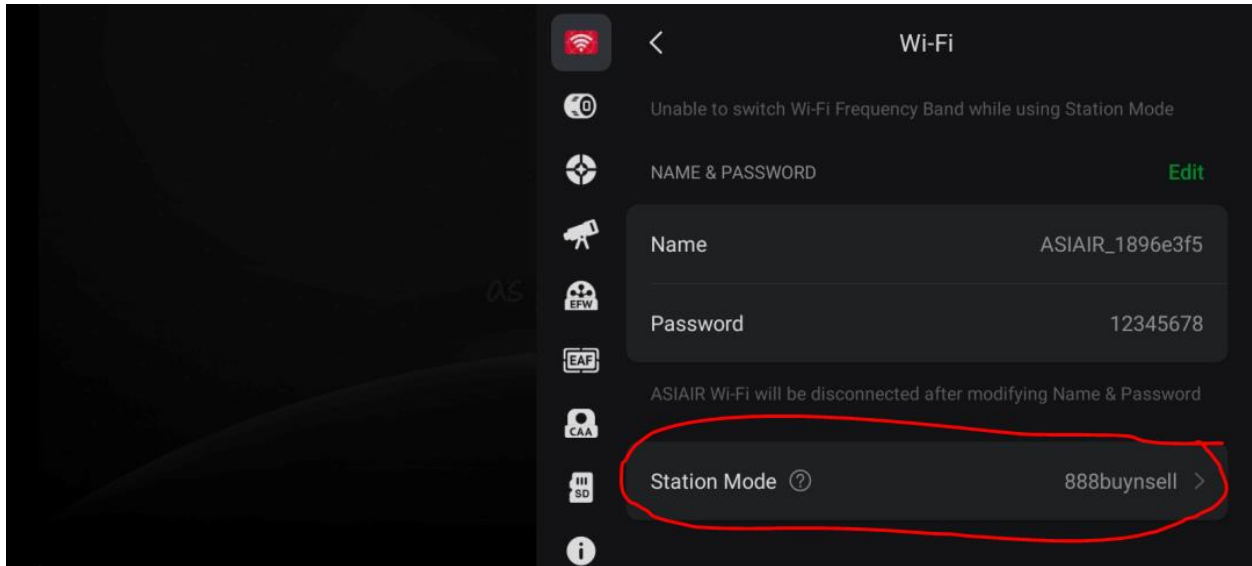 Wi-Fi
Unable to switch Wi-Fi Frequency Band while using Station Mode
NAME & PASSWORD Edit
Name ASIAIR_1896e3f5
Password 12345678
ASIAIR Wi-Fi will be disconnected after modifying Name & Password
Station Mode ? 888buynsell
as
EFW
EAF
CAA
SD